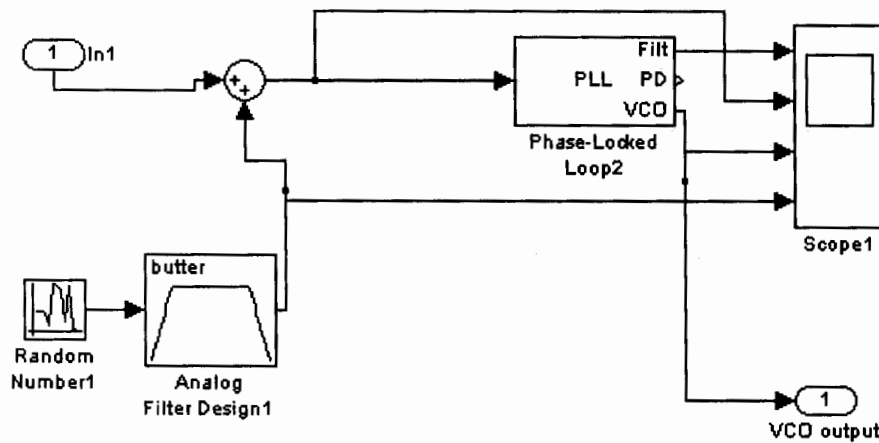 1
In1
Filt
PLL
PD
VCO
Phase-Locked
Loop2
Scope1
butter
Random
Number1
Analog
Filter Design1
1
VCO output